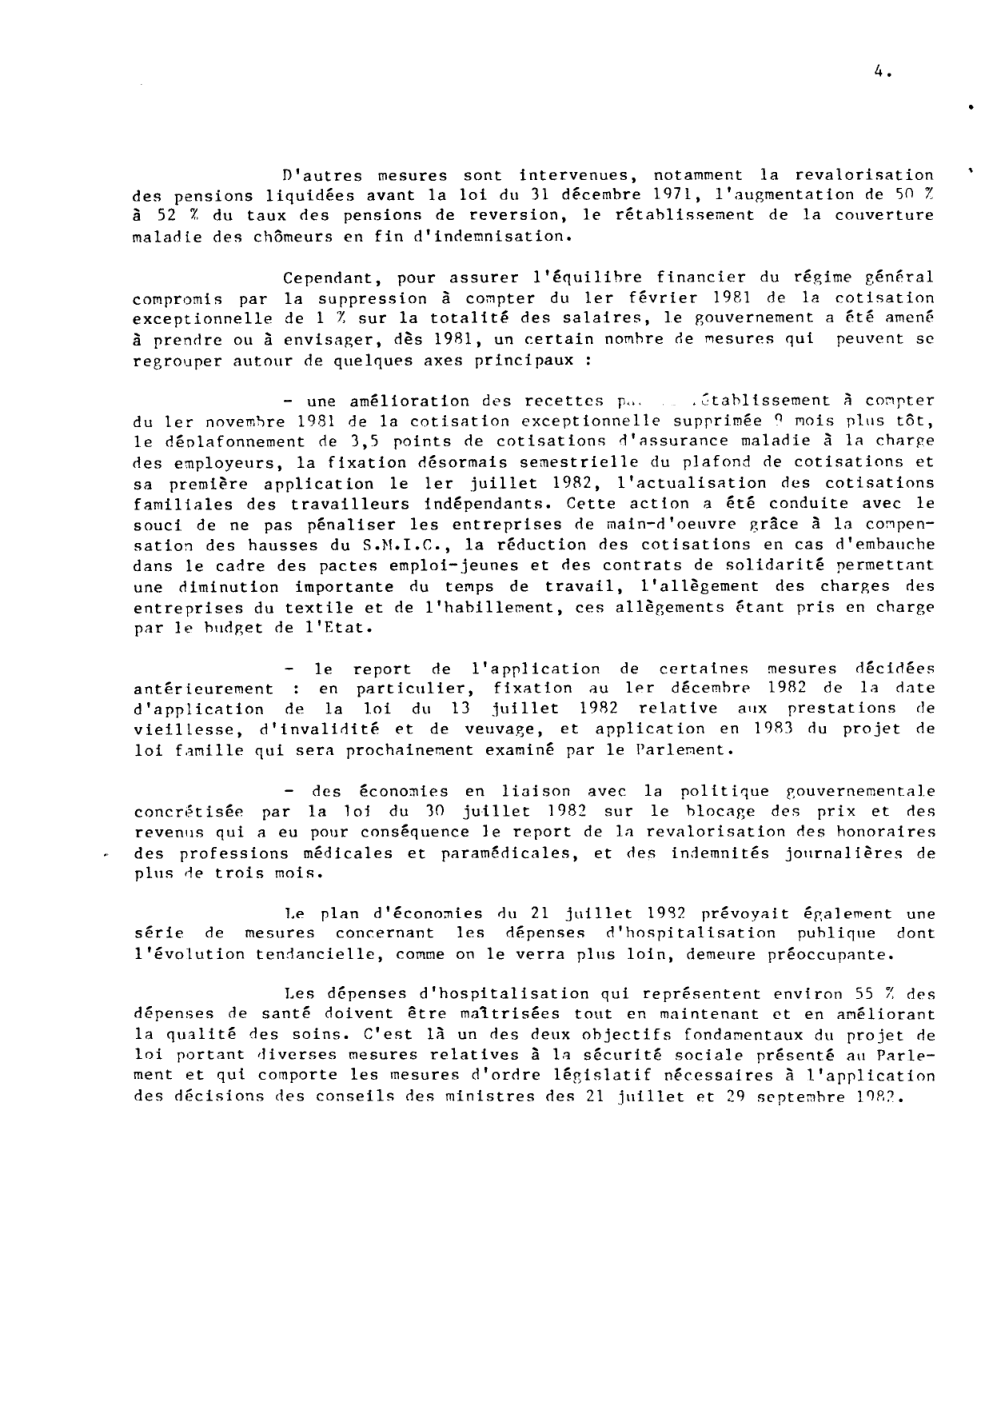 4.
D'autres mesures sont intervenues, notamment la revalorisation
des pensions liquidées avant la loi du 31 décembre 1971, l'augmentation de 50 %
à 52 % du taux des pensions de reversion, le rétablissement de la couverture
maladie des chômeurs en fin d'indemnisation.
Cependant, pour assurer l'équilibre financier du régime général
compromis par la suppression à compter du 1er février 1981 de la cotisation
exceptionnelle de 1 % sur la totalité des salaires, le gouvernement a été amené
à prendre ou à envisager, dès 1981, un certain nombre de mesures qui peuvent se
regrouper autour de quelques axes principaux :
- une amélioration des recettes établissement à compter
du 1er novembre 1981 de la cotisation exceptionnelle supprimée 9 mois plus tôt,
le déplafonnement de 3,5 points de cotisations d'assurance maladie à la charge
des employeurs, la fixation désormais semestrielle du plafond de cotisations et
sa première application le 1er juillet 1982, l'actualisation des cotisations
familiales des travailleurs indépendants. Cette action a été conduite avec le
souci de ne pas pénaliser les entreprises de main-d'oeuvre grâce à la compen-
sation des hausses du S.M.I.C., la réduction des cotisations en cas d'embauche
dans le cadre des pactes emploi-jeunes et des contrats de solidarité permettant
une diminution importante du temps de travail, l'allègement des charges des
entreprises du textile et de l'habillement, ces allègements étant pris en charge
par le budget de l'Etat.
- le report de l'application de certaines mesures décidées
antérieurement : en particulier, fixation au 1er décembre 1982 de la date
d'application de la loi du 13 juillet 1982 relative aux prestations de
vieillesse, d'invalidité et de veuvage, et application en 1983 du projet de
loi famille qui sera prochainement examiné par le Parlement.
- des économies en liaison avec la politique gouvernementale
concrétisée par la loi du 30 juillet 1982 sur le blocage des prix et des
revenus qui a eu pour conséquence le report de la revalorisation des honoraires
des professions médicales et paramédicales, et des indemnités journalières de
plus de trois mois.
Le plan d'économies du 21 juillet 1982 prévoyait également une
série de mesures concernant les dépenses d'hospitalisation publique dont
l'évolution tendancielle, comme on le verra plus loin, demeure préoccupante.
Les dépenses d'hospitalisation qui représentent environ 55 % des
dépenses de santé doivent être maîtrisées tout en maintenant et en améliorant
la qualité des soins. C'est là un des deux objectifs fondamentaux du projet de
loi portant diverses mesures relatives à la sécurité sociale présenté au Parle-
ment et qui comporte les mesures d'ordre législatif nécessaires à l'application
des décisions des conseils des ministres des 21 juillet et 29 septembre 1982.